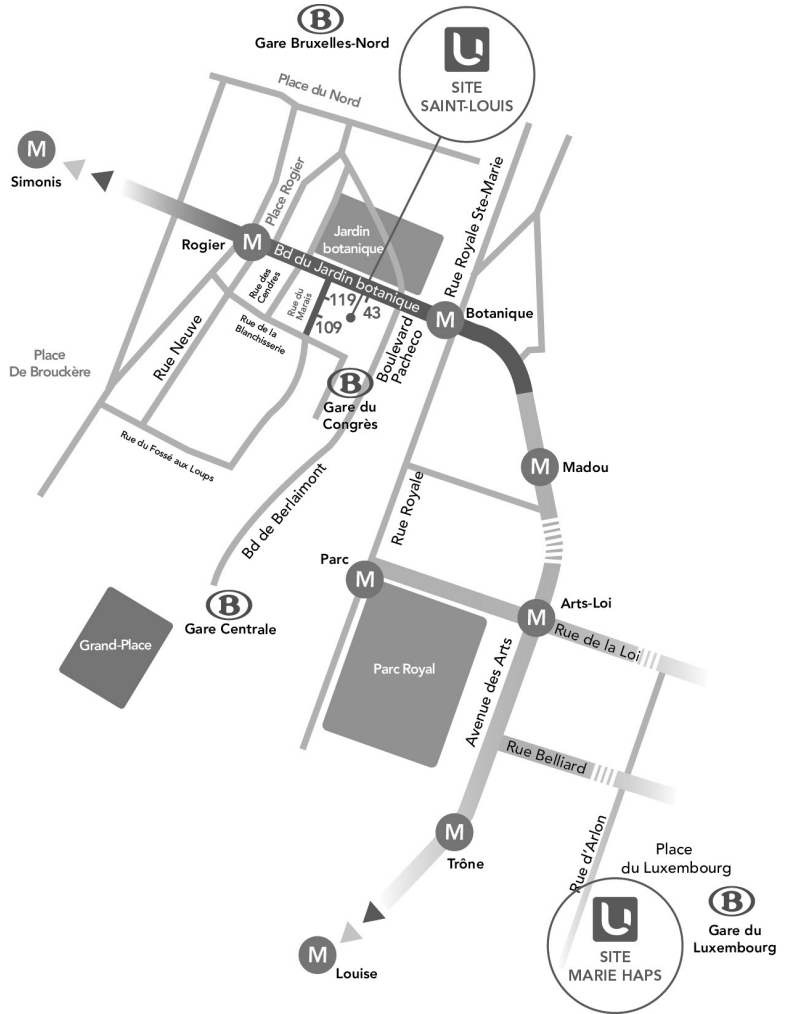 B
Gare Bruxelles-Nord
U
SITE
SAINT-LOUIS
Place du Nord
M
Simonis
Place Rogier
Rue Royale Ste-Marie
Jardin
botanique
Rogier
M
Bd du Jardin botanique
Rue des
Cendres
Rue du
Marais
119
43
109
M
Botanique
Rue de la
Blanchisserie
Rue Neuve
Boulevard
Pacheco
Place
De Brouckère
B
Gare du
Congrès
Rue du Fossé aux Loups
M
Madou
Bd de Berlaimont
Rue Royale
Parc
M
B
Gare Centrale
Arts-Loi
M
Rue de la Loi
Grand-Place
Parc Royal
Avenue des Arts
Rue Belliard
M
Trône
Rue d'Arlon
Place
du Luxembourg
B
Gare du
Luxembourg
U
SITE
MARIE HAPS
M
Louise